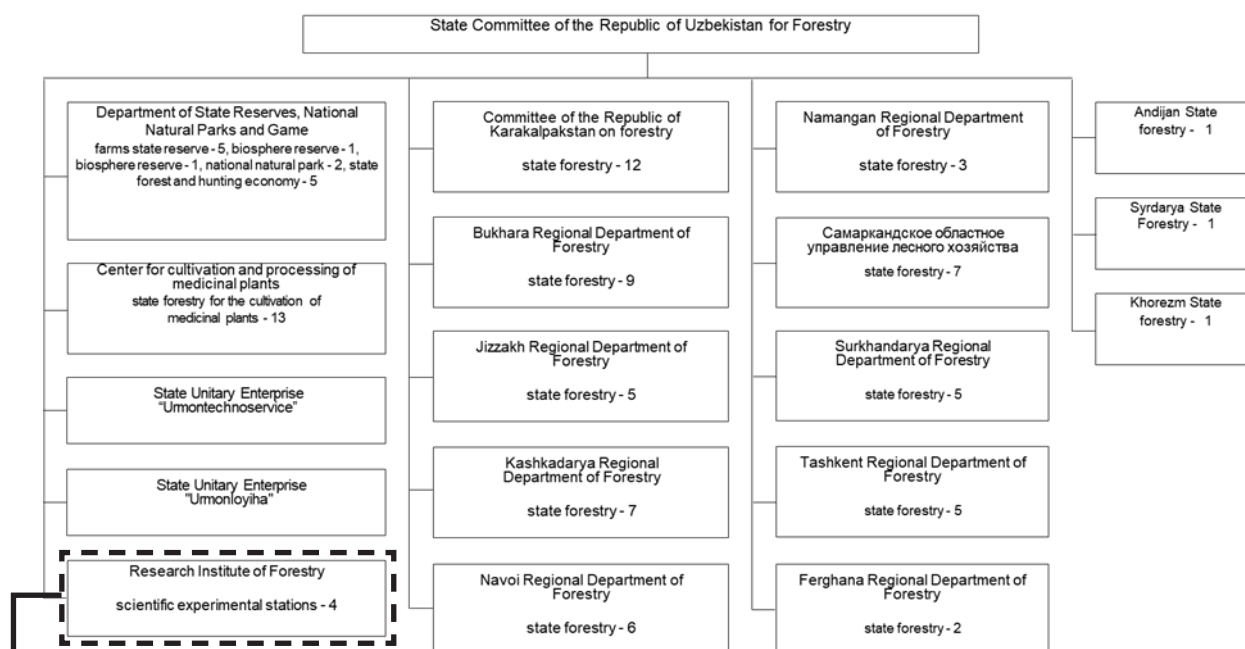 State Committee of the Republic of Uzbekistan for Forestry
Department of State Reserves, National
Natural Parks and Game
farms state reserve - 5, biosphere reserve - 1,
biosphere reserve - 1, national natural park - 2, state
forest and hunting economy - 5
Center for cultivation and processing of
medicinal plants
state forestry for the cultivation of
medicinal plants - 13
State Unitary Enterprise
"Urmontechnoservice"
State Unitary Enterprise
"Urmonloyiha"
Research Institute of Forestry
scientific experimental stations - 4
Committee of the Republic of
Karakalpakstan on forestry
state forestry - 12
Bukhara Regional Department of
Forestry
state forestry - 9
Jizzakh Regional Department of
Forestry
state forestry - 5
Kashkadarya Regional
Department of Forestry
state forestry - 7
Navoi Regional Department of
Forestry
state forestry - 6
Namangan Regional Department
of Forestry
state forestry - 3
Самаркандское областное
управление лесного хозяйства
state forestry - 7
Surkhandarya Regional
Department of Forestry
state forestry - 5
Tashkent Regional Department of
Forestry
state forestry - 5
Ferghana Regional Department of
Forestry
state forestry - 2
Andijan State
forestry - 1
Syrdarya State
Forestry - 1
Khorezm State
forestry - 1